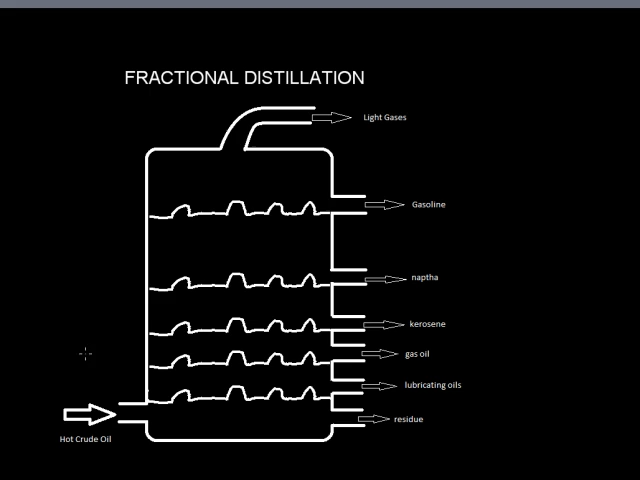 FRACTIONAL DISTILLATION
Light Gases
Gasoline
naptha
kerosene
gas oil
lubricating oils
residue
Hot Crude Oil